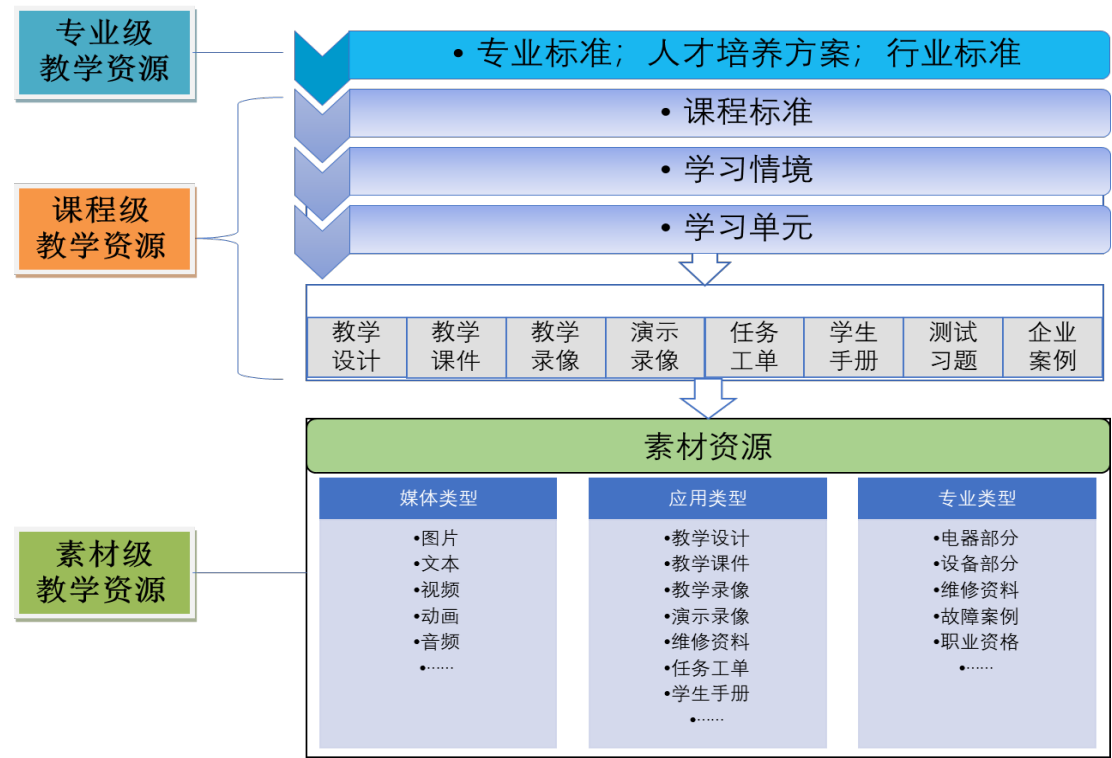 专业级
教学资源
• 专业标准；人才培养方案；行业标准
• 课程标准
• 学习情境
• 学习单元
课程级
教学资源
教学 教学 教学 演示 任务 学生 测试 企业
设计 课件 录像 录像 工单 手册 习题 案例
素材资源
素材级
教学资源
媒体类型
•图片
•文本
•视频
•动画
•音频
•……
应用类型
•教学设计
•教学课件
•教学录像
•演示录像
•维修资料
•任务工单
•学生手册
•……
专业类型
•电器部分
•设备部分
•维修资料
•故障案例
•职业资格
•……